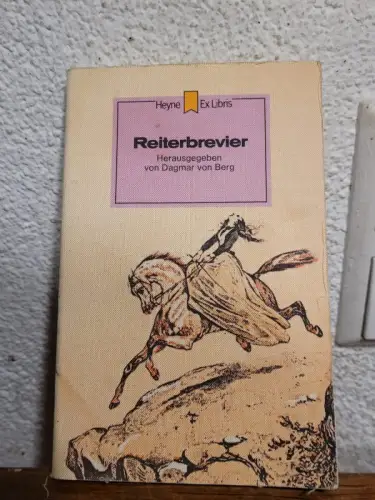 Heyne Ex Libris
Reiterbrevier
Herausgegeben
von Dagmar von Berg